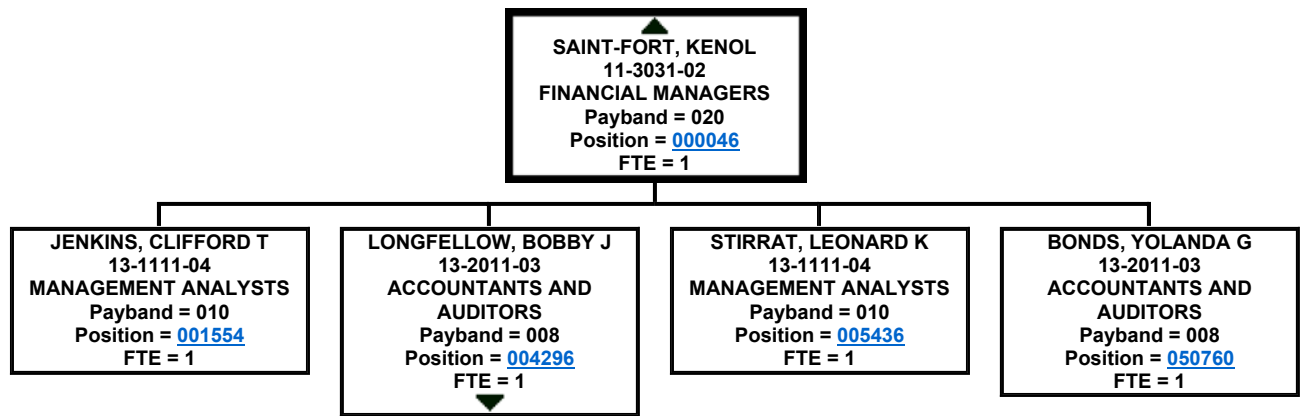 SAINT-FORT, KENOL
11-3031-02
FINANCIAL MANAGERS
Payband = 020
Position = 000046
FTE = 1
JENKINS, CLIFFORD T
13-1111-04
MANAGEMENT ANALYSTS
Payband = 010
Position = 001554
FTE = 1
LONGFELLOW, BOBBY J
13-2011-03
ACCOUNTANTS AND
AUDITORS
Payband = 008
Position = 004296
FTE = 1
STIRRAT, LEONARD K
13-1111-04
MANAGEMENT ANALYSTS
Payband = 010
Position = 005436
FTE = 1
BONDS, YOLANDA G
13-2011-03
ACCOUNTANTS AND
AUDITORS
Payband = 008
Position = 050760
FTE = 1